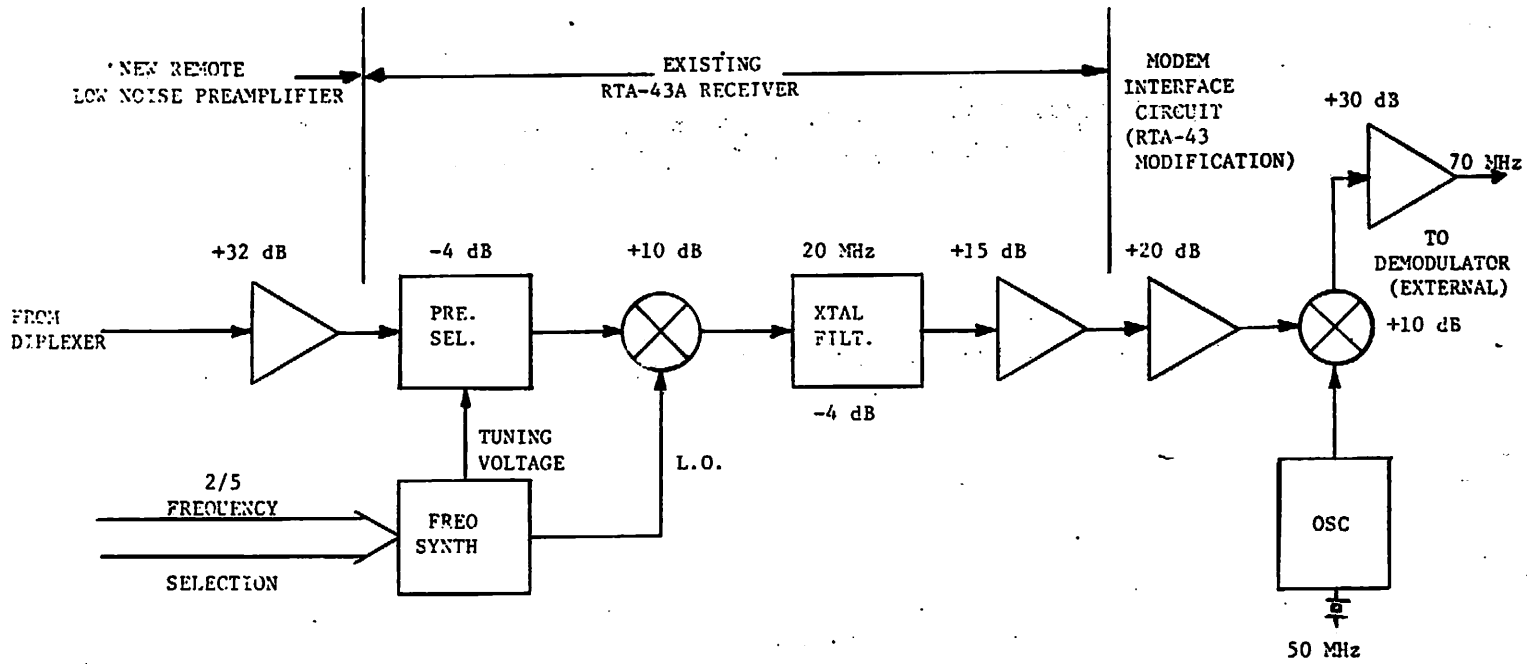 NEW REMOTE
LOW NOISE PREAMPLIFIER
EXISTING
RTA-43A RECEIVER
MODEM
INTERFACE
CIRCUIT
(RTA-43
MODIFICATION)
+30 dB
70 MHz
TO
DEMODULATOR
(EXTERNAL)
+32 dB
-4 dB
+10 dB
20 MHz
+15 dB
+20 dB
FROM
DIPLEXER
PRE.
SEL.
XTAL
FILT.
+10 dB
-4 dB
TUNING
VOLTAGE
L.O.
2/5
FREQUENCY
SELECTION
FREQ
SYNTH
OSC
50 MHz